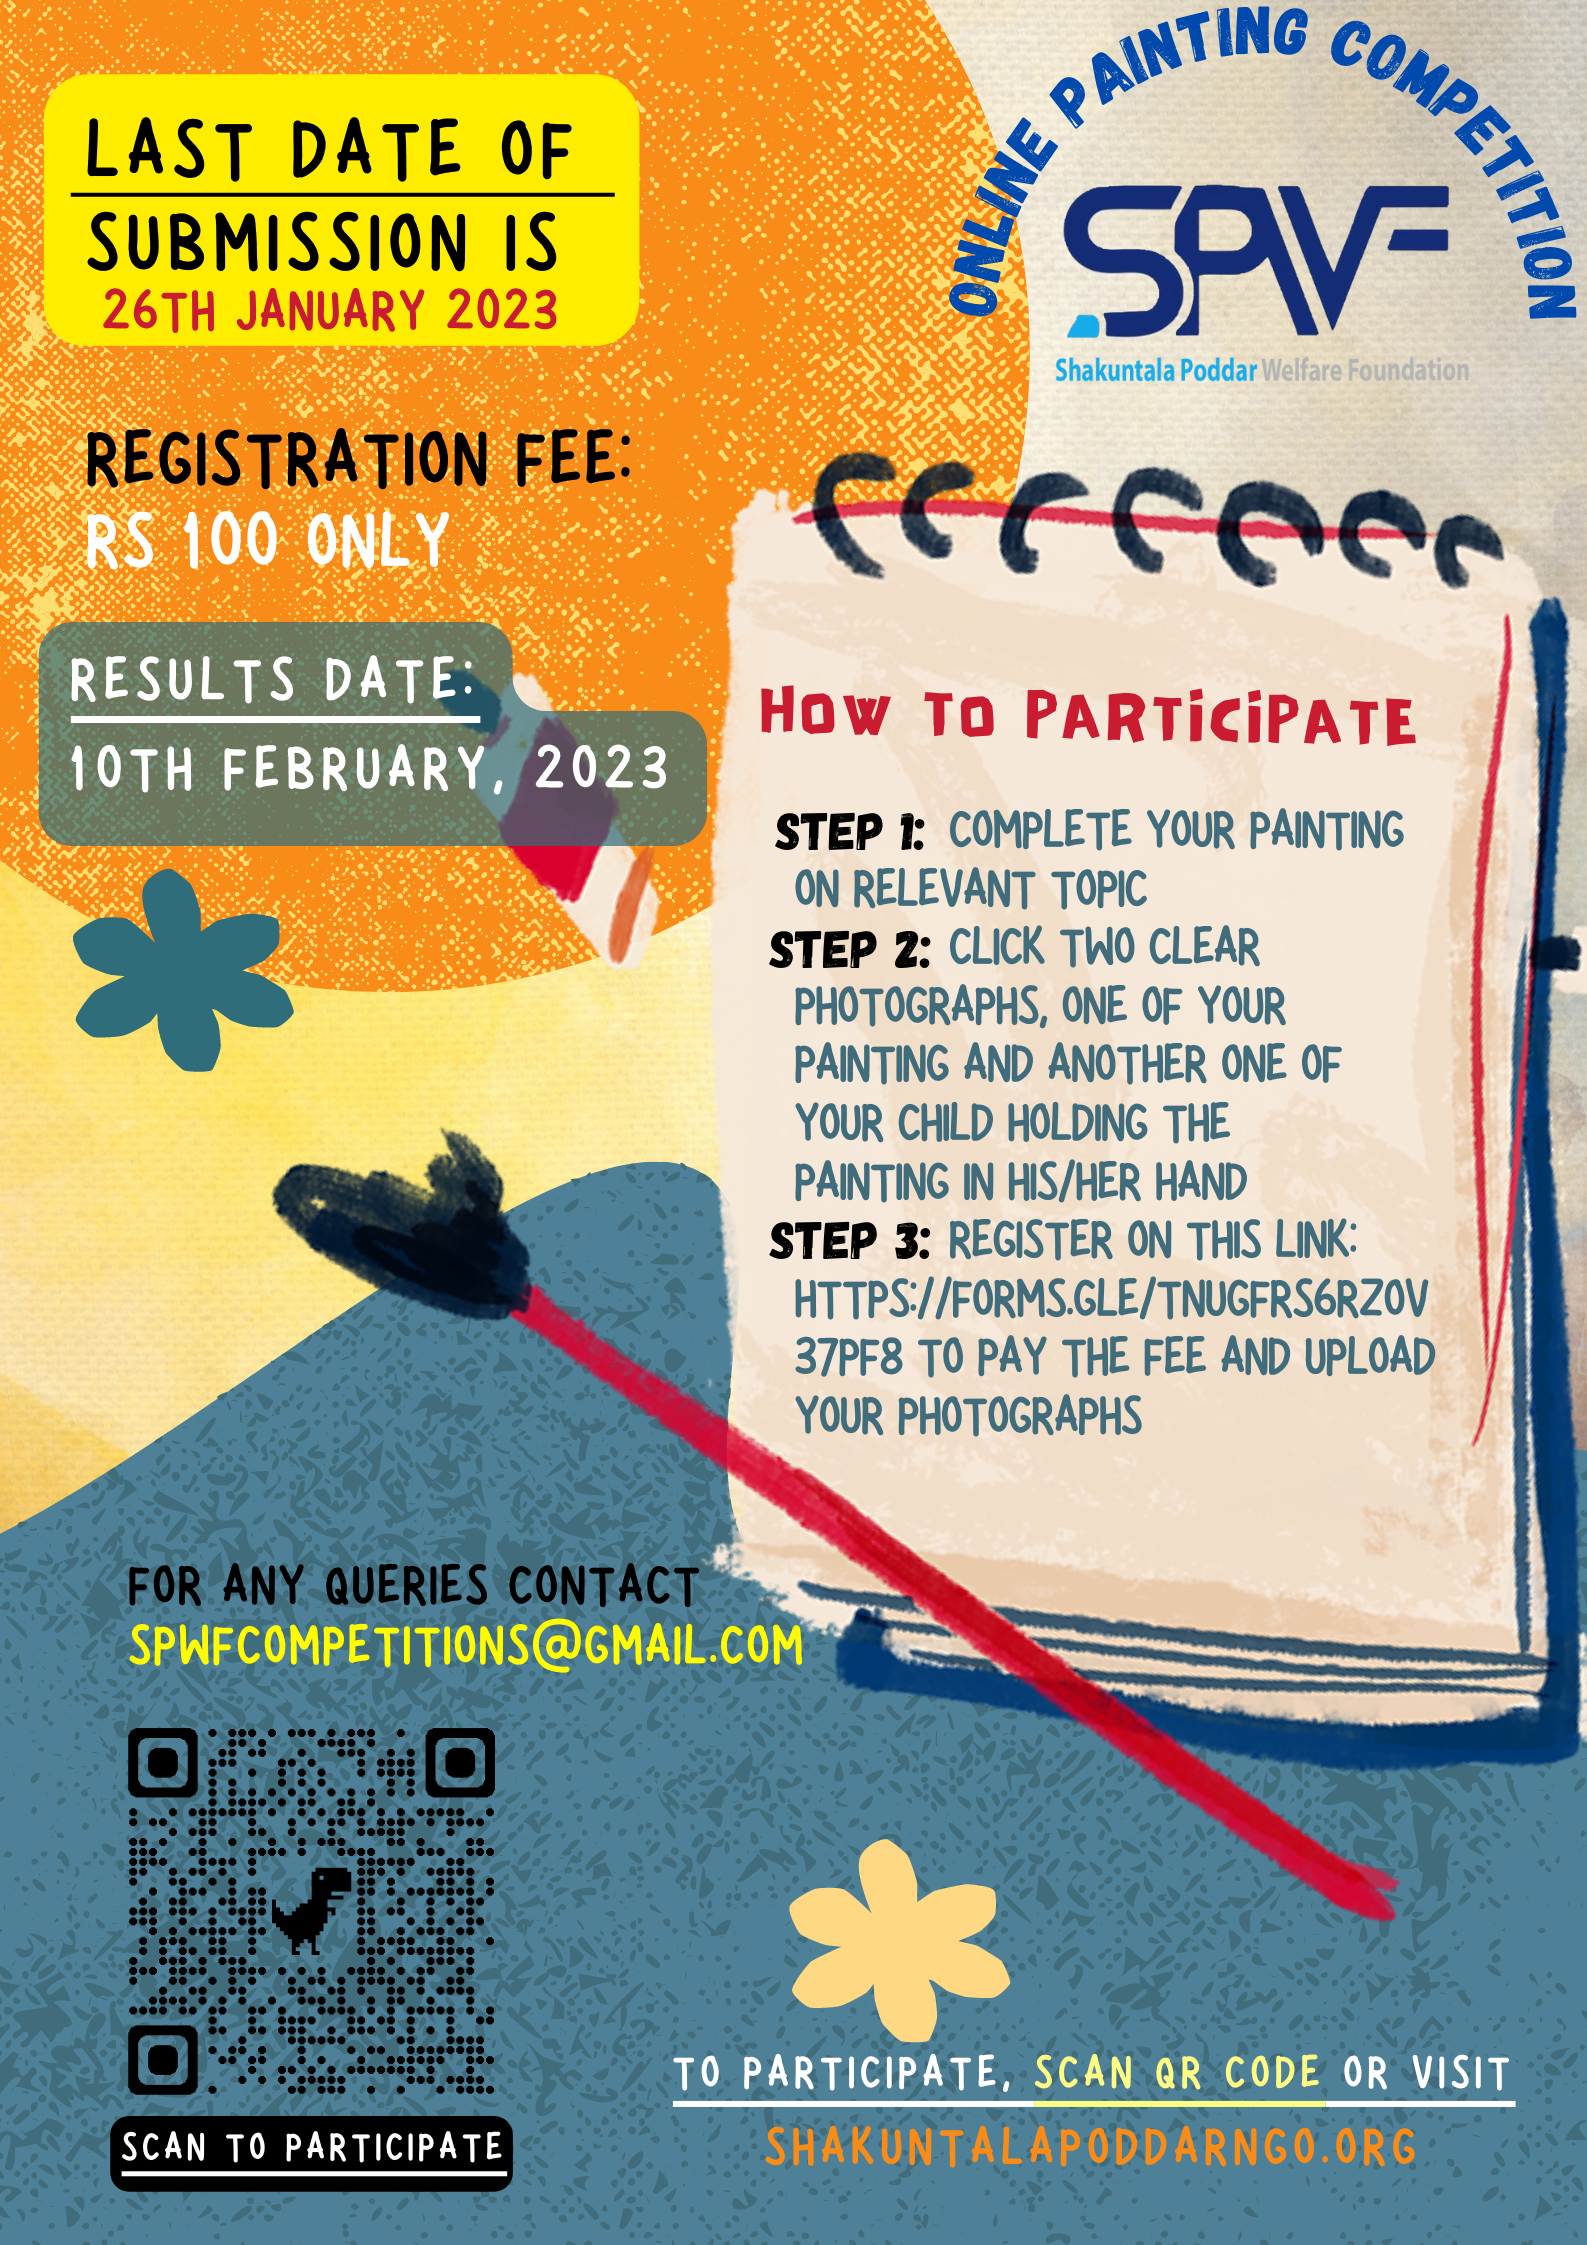 ONLINE PAINTING COMPETITION
SPWF
Shakuntala Poddar Welfare Foundation
LAST DATE OF
SUBMISSION IS
26TH JANUARY 2023
REGISTRATION FEE:
RS 100 ONLY
RESULTS DATE:
10TH FEBRUARY, 2023
HOW TO PARTICIPATE
STEP 1: COMPLETE YOUR PAINTING
ON RELEVANT TOPIC
STEP 2: CLICK TWO CLEAR
PHOTOGRAPHS, ONE OF YOUR
PAINTING AND ANOTHER ONE OF
YOUR CHILD HOLDING THE
PAINTING IN HIS/HER HAND
STEP 3: REGISTER ON THIS LINK:
HTTPS://FORMS.GLE/TNUGFRS6RZOV
37PF8 TO PAY THE FEE AND UPLOAD
YOUR PHOTOGRAPHS
FOR ANY QUERIES CONTACT
SPWFCOMPETITIONS@GMAIL.COM
SCAN TO PARTICIPATE
TO PARTICIPATE, SCAN QR CODE OR VISIT
SHAKUNTALAPODDARNGO.ORG